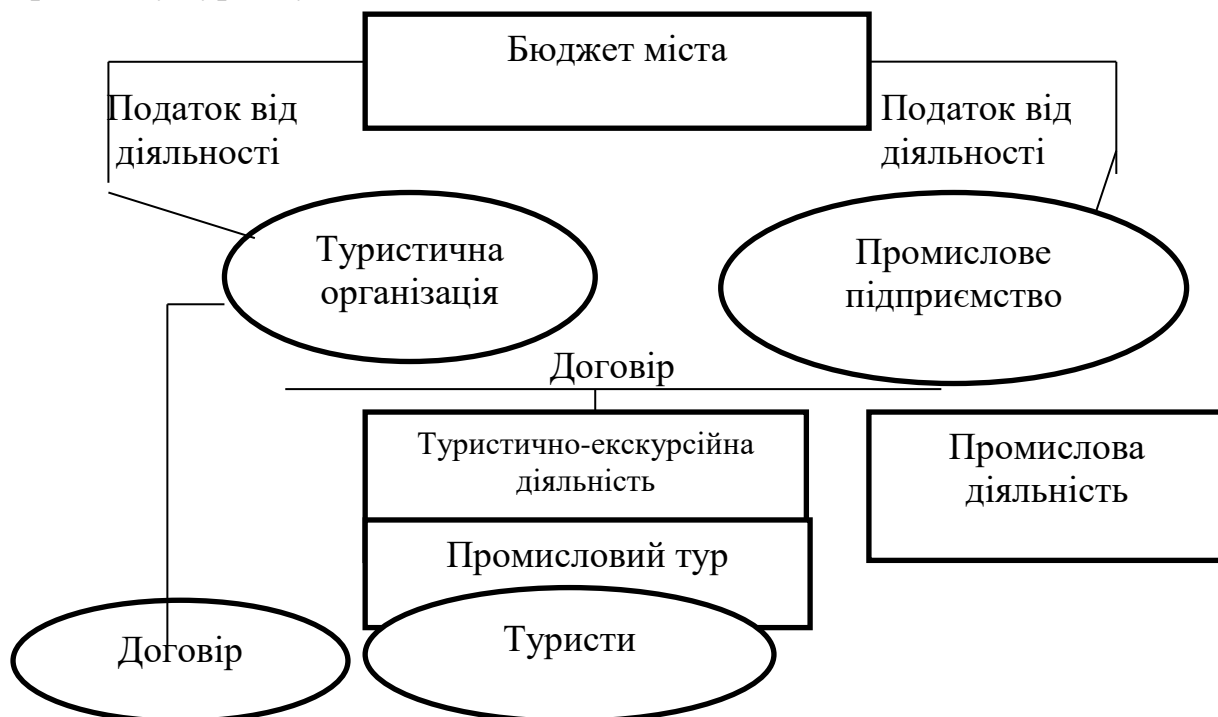 Бюджет міста
Податок від
діяльності
Податок від
діяльності
Туристична
організація
Промислове
підприємство
Договір
Туристично-екскурсійна
діяльність
Промислова
діяльність
Промисловий тур
Договір
Туристи